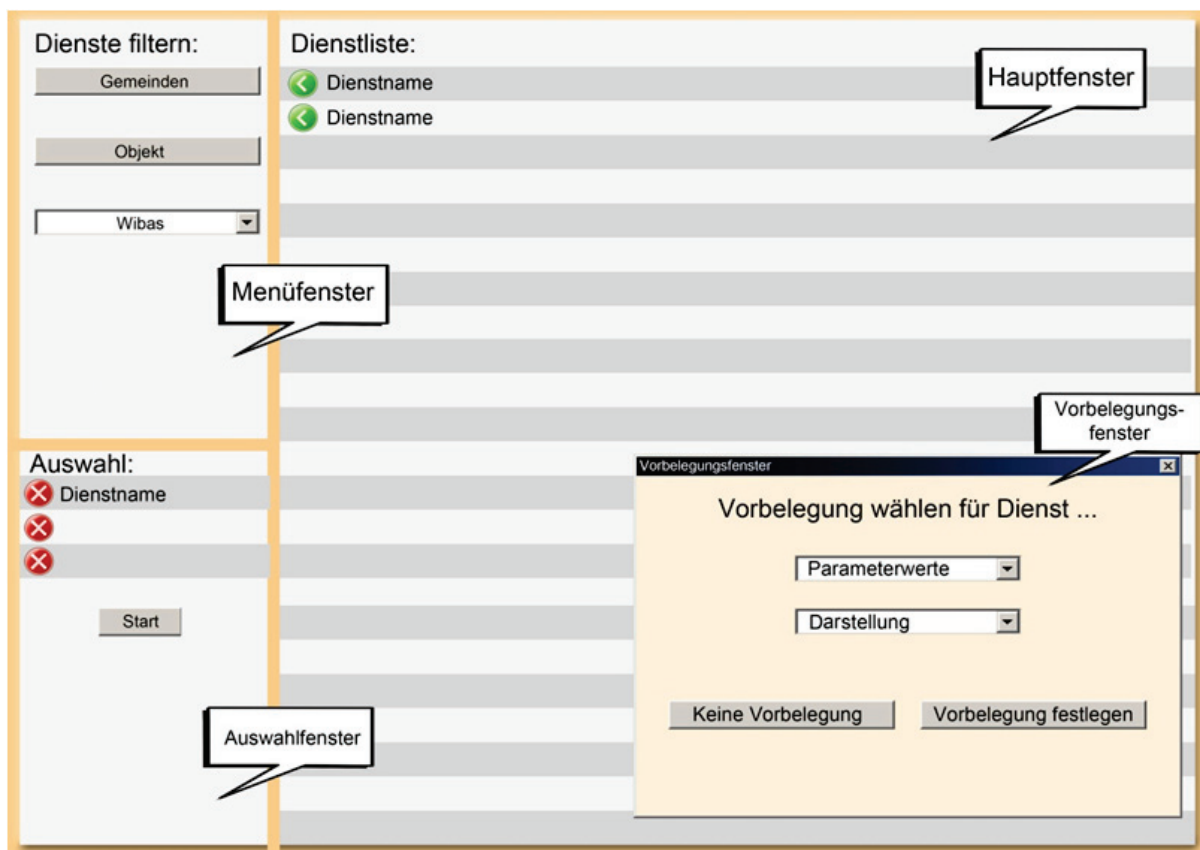 Dienste filtern:
Gemeinden
Objekt
Wibas
Menüfenster
Dienstliste:
Dienstname
Dienstname
Hauptfenster
Auswahl:
Dienstname
Start
Auswahlfenster
Vorbelegungs-
fenster
Vorbelegungsfenster
Vorbelegung wählen für Dienst ...
Parameterwerte
Darstellung
Keine Vorbelegung
Vorbelegung festlegen